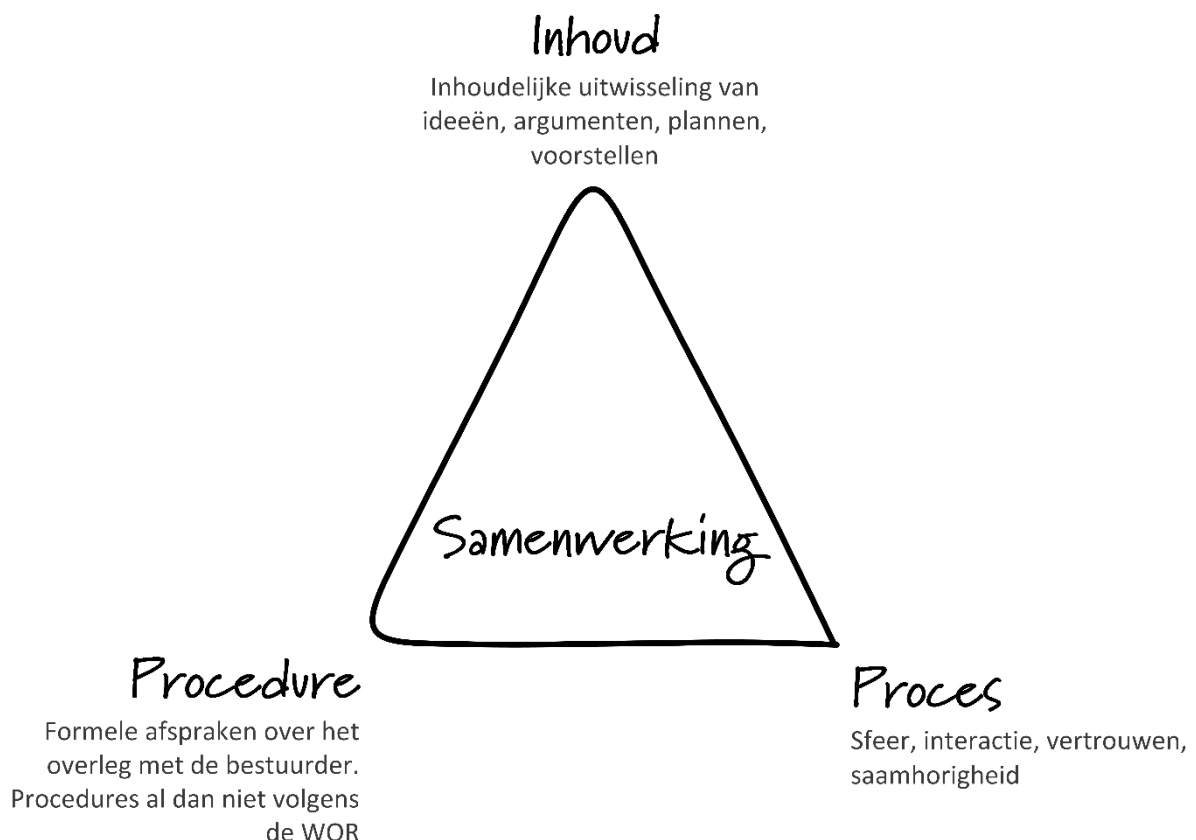 Inhoud
Inhoudelijke uitwisseling van
ideeën, argumenten, plannen,
voorstellen
Samenwerking
Procedure
Formele afspraken over het
overleg met de bestuurder.
Procedures al dan niet volgens
de WOR
Proces
Sfeer, interactie, vertrouwen,
saamhorigheid